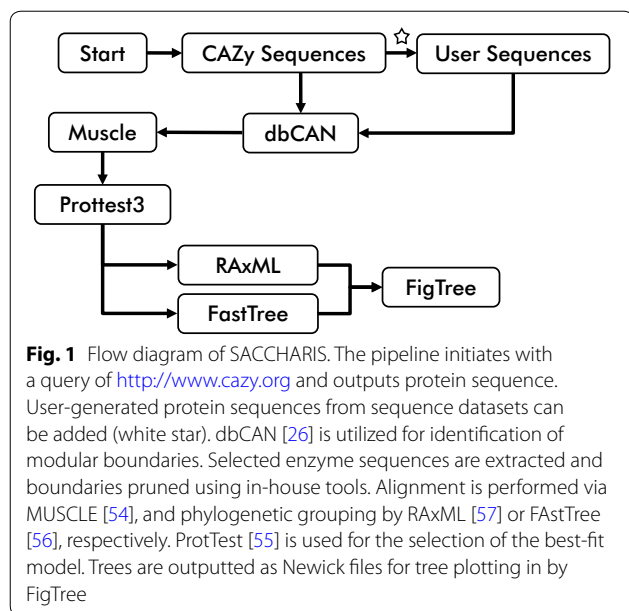 Start
CAZy Sequences
User Sequences
Muscle
dbCAN
Prottest3
RAxML
FigTree
FastTree
Fig. 1 Flow diagram of SACCHARIS. The pipeline initiates with
a query of http://www.cazy.org and outputs protein sequence.
User-generated protein sequences from sequence datasets can
be added (white star). dbCAN [26] is utilized for identification of
modular boundaries. Selected enzyme sequences are extracted and
boundaries pruned using in-house tools. Alignment is performed via
MUSCLE [54], and phylogenetic grouping by RAxML [57] or FAstTree
[56], respectively. ProtTest [55] is used for the selection of the best-fit
model. Trees are outputted as Newick files for tree plotting in by
FigTree